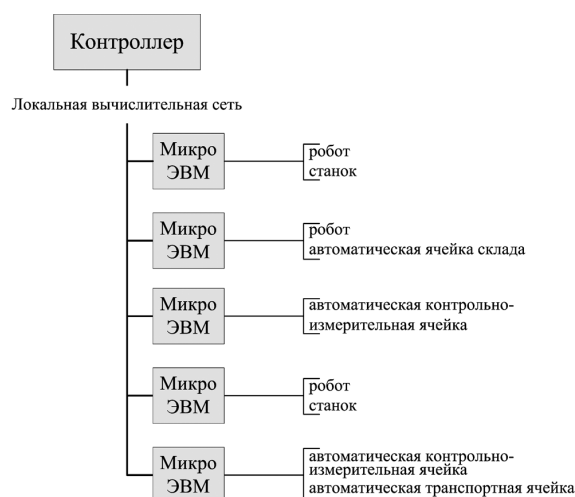 Контроллер
Локальная вычислительная сеть
Микро
ЭВМ
робот
станок
Микро
ЭВМ
робот
автоматическая ячейка склада
Микро
ЭВМ
автоматическая контрольно-
измерительная ячейка
Микро
ЭВМ
робот
станок
Микро
ЭВМ
автоматическая контрольно-
измерительная ячейка
автоматическая транспортная ячейка